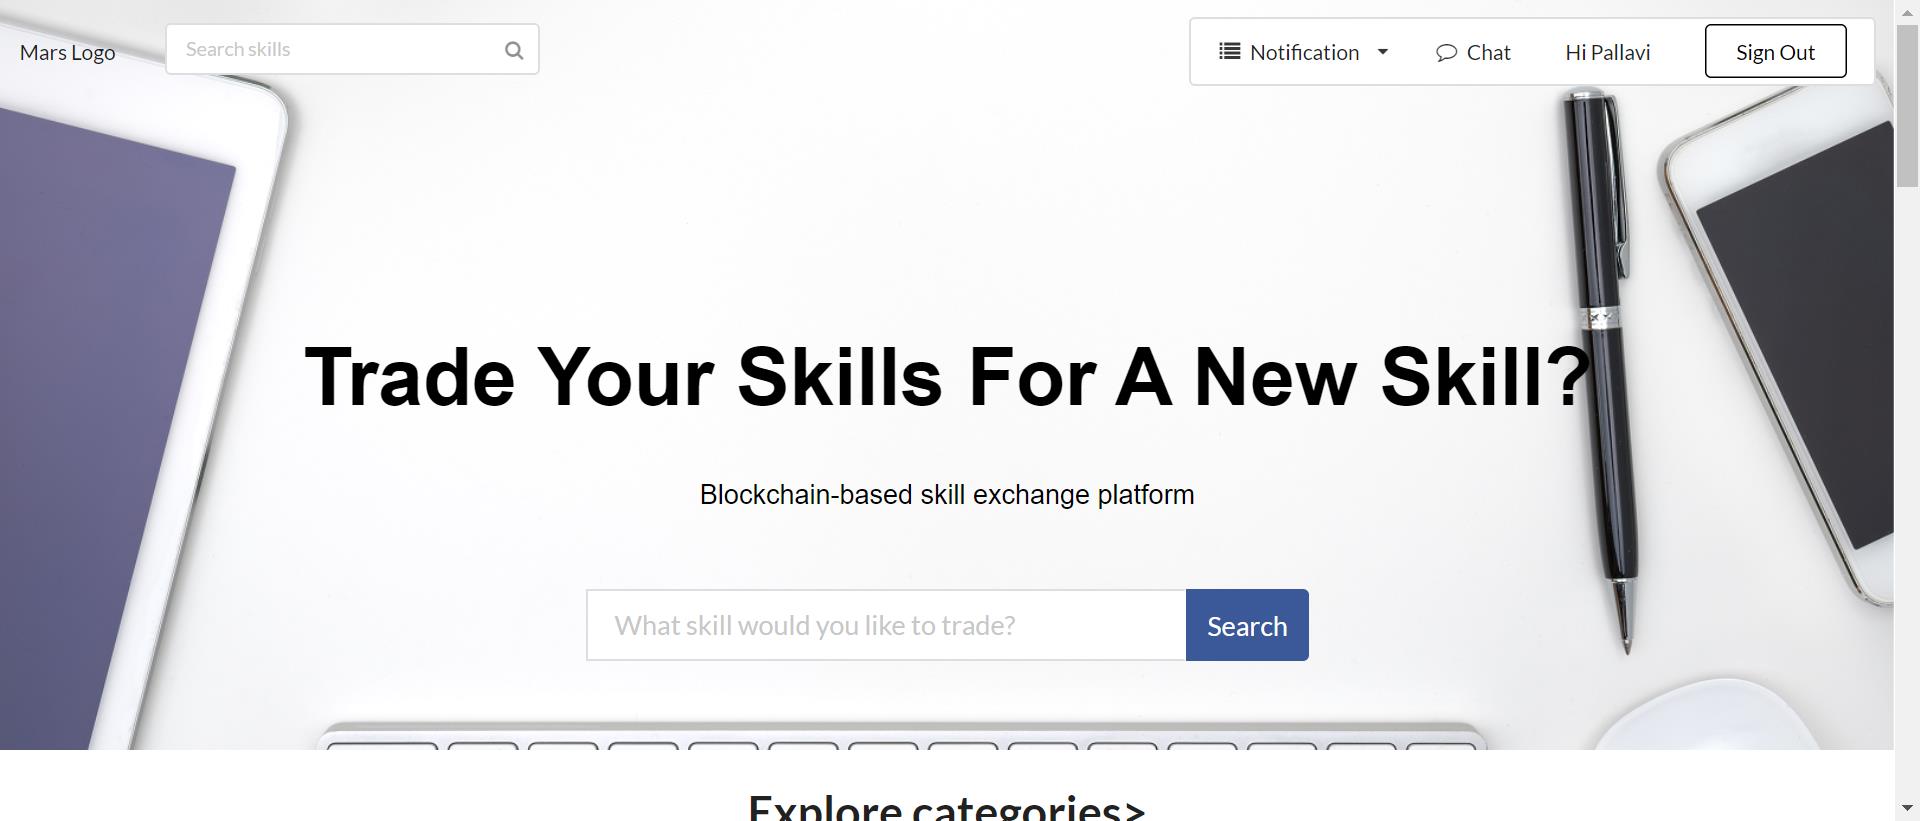 Mars Logo
Search skills
Notification
Chat
Hi Pallavi
Sign Out
Trade Your Skills For A New Skill?
Blockchain-based skill exchange platform
What skill would you like to trade?
Search
Explore categories>